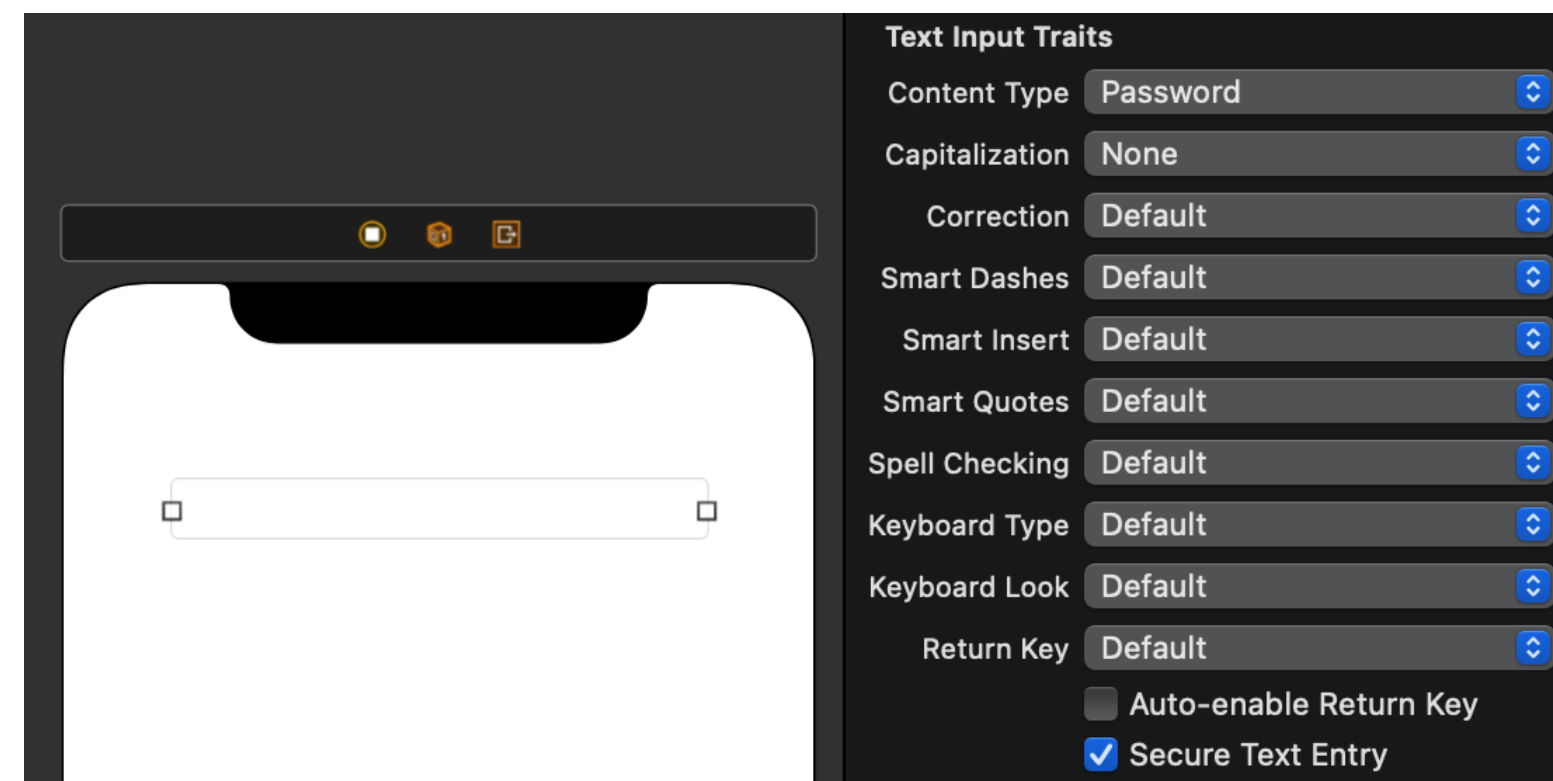 Text Input Traits
Content Type Password
Capitalization None
Correction Default
Smart Dashes Default
Smart Insert Default
Smart Quotes Default
Spell Checking Default
Keyboard Type Default
Keyboard Look Default
Return Key Default
Auto-enable Return Key
Secure Text Entry